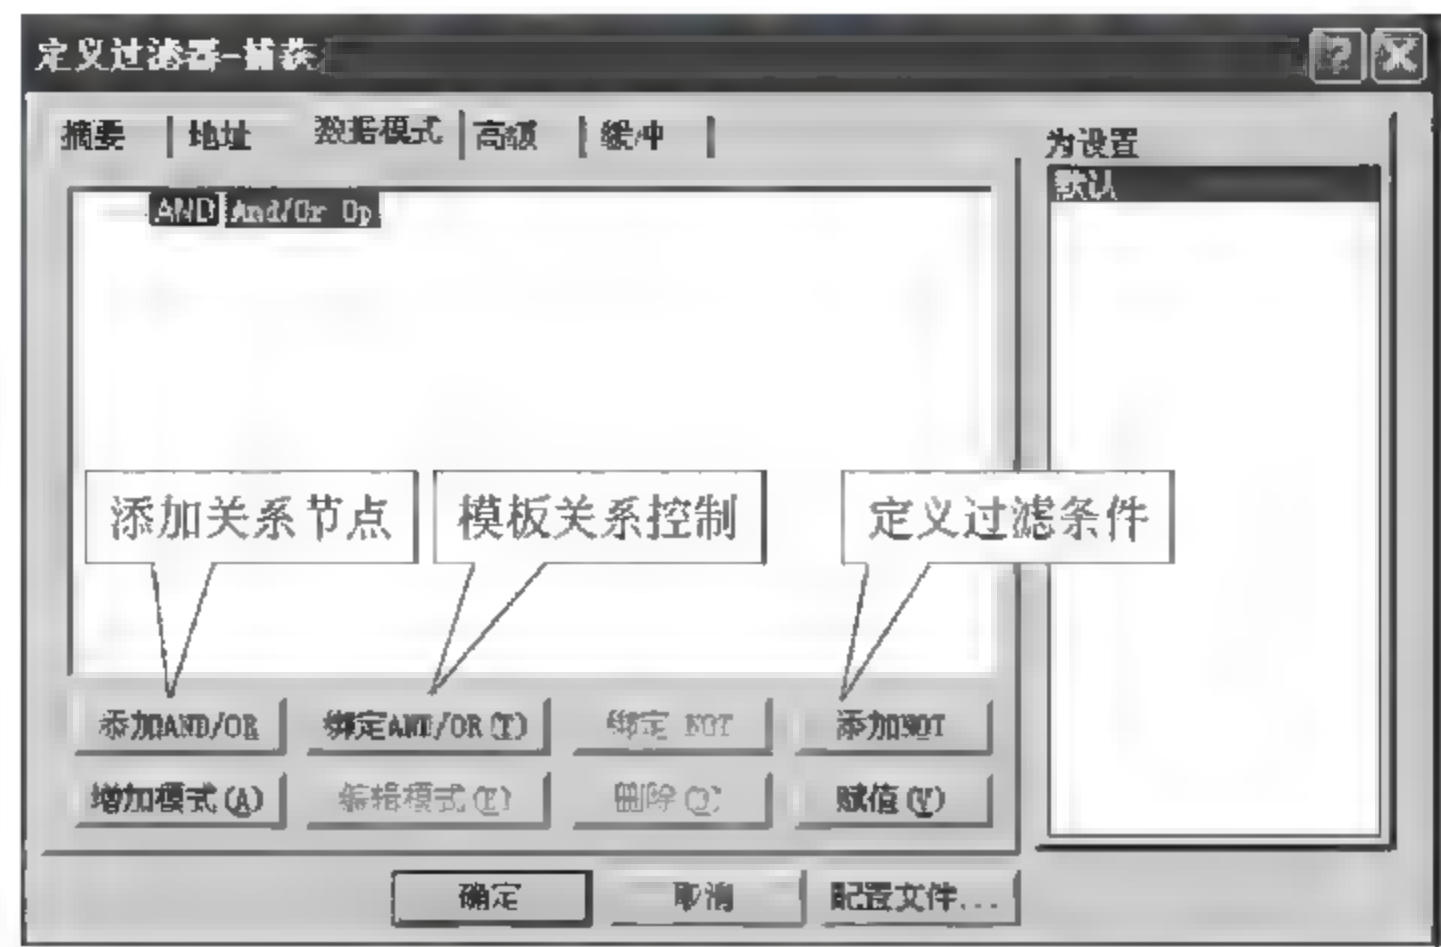 定义过滤器-捕获
摘要 地址 数据模式 高级 缓冲
为设置
默认
AND And/Or Op
添加关系节点 模板关系控制 定义过滤条件
添加AND/OR 绑定AND/OR(T) 绑定 NOT 添加NOT
增加模式(A) 编辑模式(E) 删除 赋值(V)
确定 取消 配置文件...